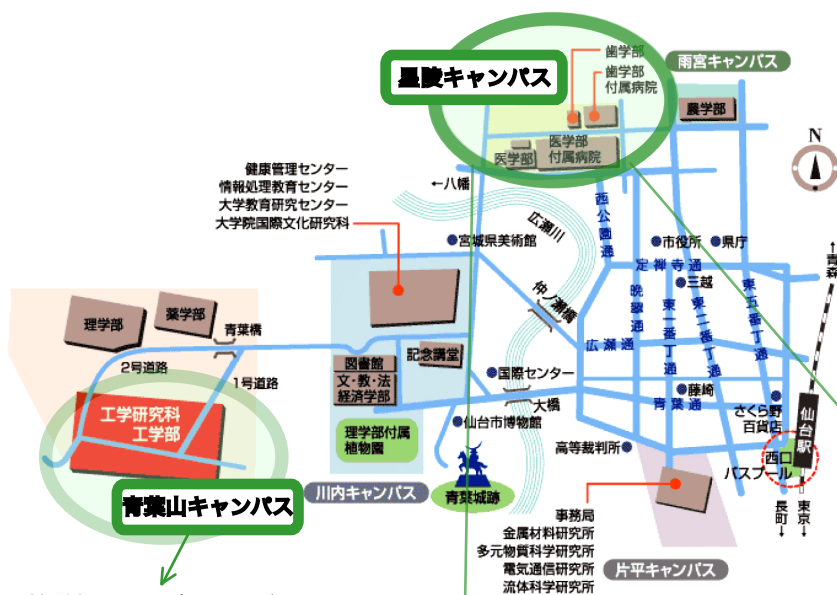 星陵キャンパス
歯学部
歯学部
付属病院
雨宮キャンパス
農学部
医学部
医学部
付属病院
N
健康管理センター
情報処理教育センター
大学教育研究センター
大学院国際文化研究科
←八幡
広瀬川
西公園通
宮城県美術館
市役所
県庁
定禅寺通
三越
←青森
仲ノ瀬橋
晩翠通
東一番丁通
東二番丁通
東五番丁通
広瀬通
理学部
薬学部
青葉橋
2号道路
1号道路
図書館
文・教・法
経済学部
記念講堂
国際センター
大橋
藤崎
青葉通
さくら野
百貨店
仙台駅
工学研究科
工学部
理学部付属
植物園
仙台市博物館
高等裁判所
西口
バスプール
青葉山キャンパス
川内キャンパス
青葉城跡
長町→
東京→
事務局
金属材料研究所
多元物質科学研究所
電気通信研究所
流体科学研究所
片平キャンパス